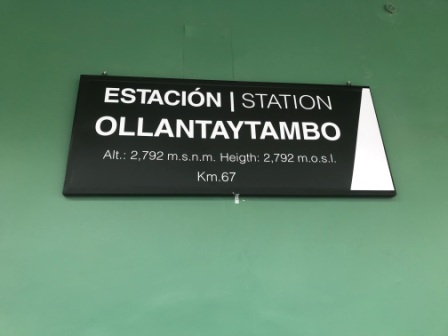 ESTACIÓN | STATION
OLLANTAYTAMBO
Alt.: 2,792 m.s.n.m. Heigth: 2,792 m.o.s.l.
Km.67